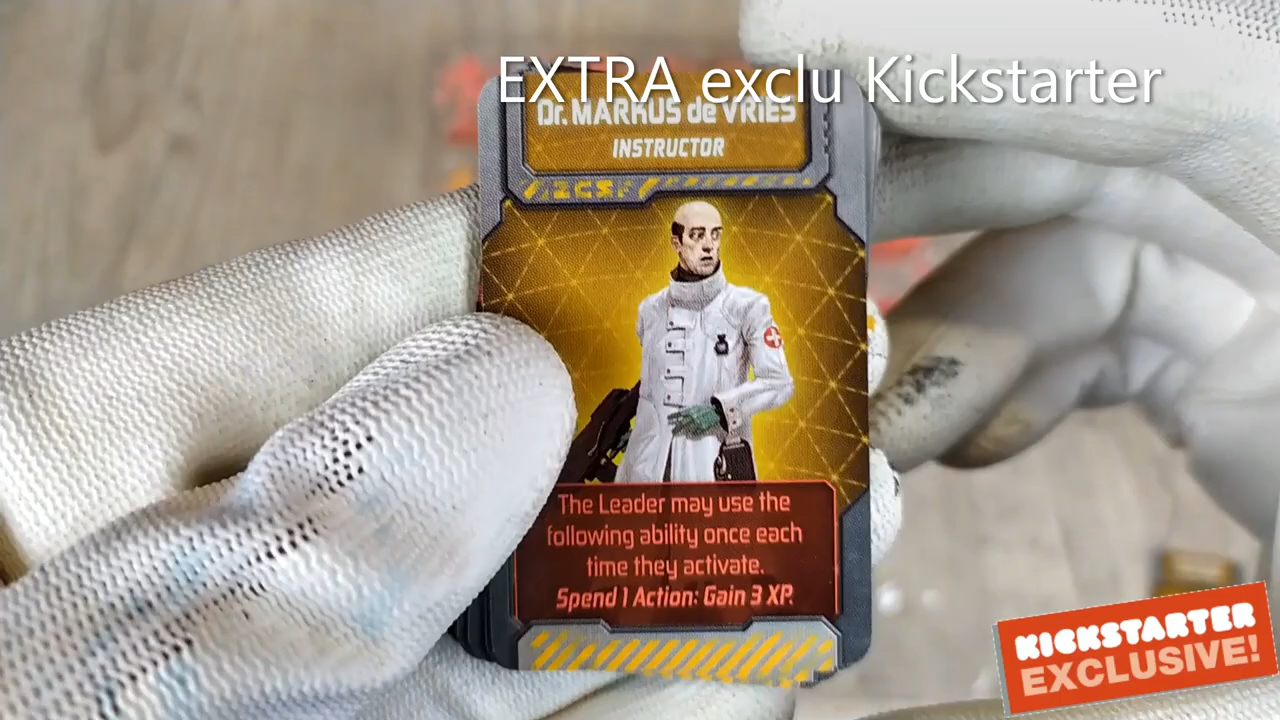 EXTRA exclu Kickstarter
Dr. MARKUS de VRIES
INSTRUCTOR
The Leader may use the
following ability once each
time they activate.
Spend 1 Action: Gain 3 XP.
KICKSTARTER
EXCLUSIVE!